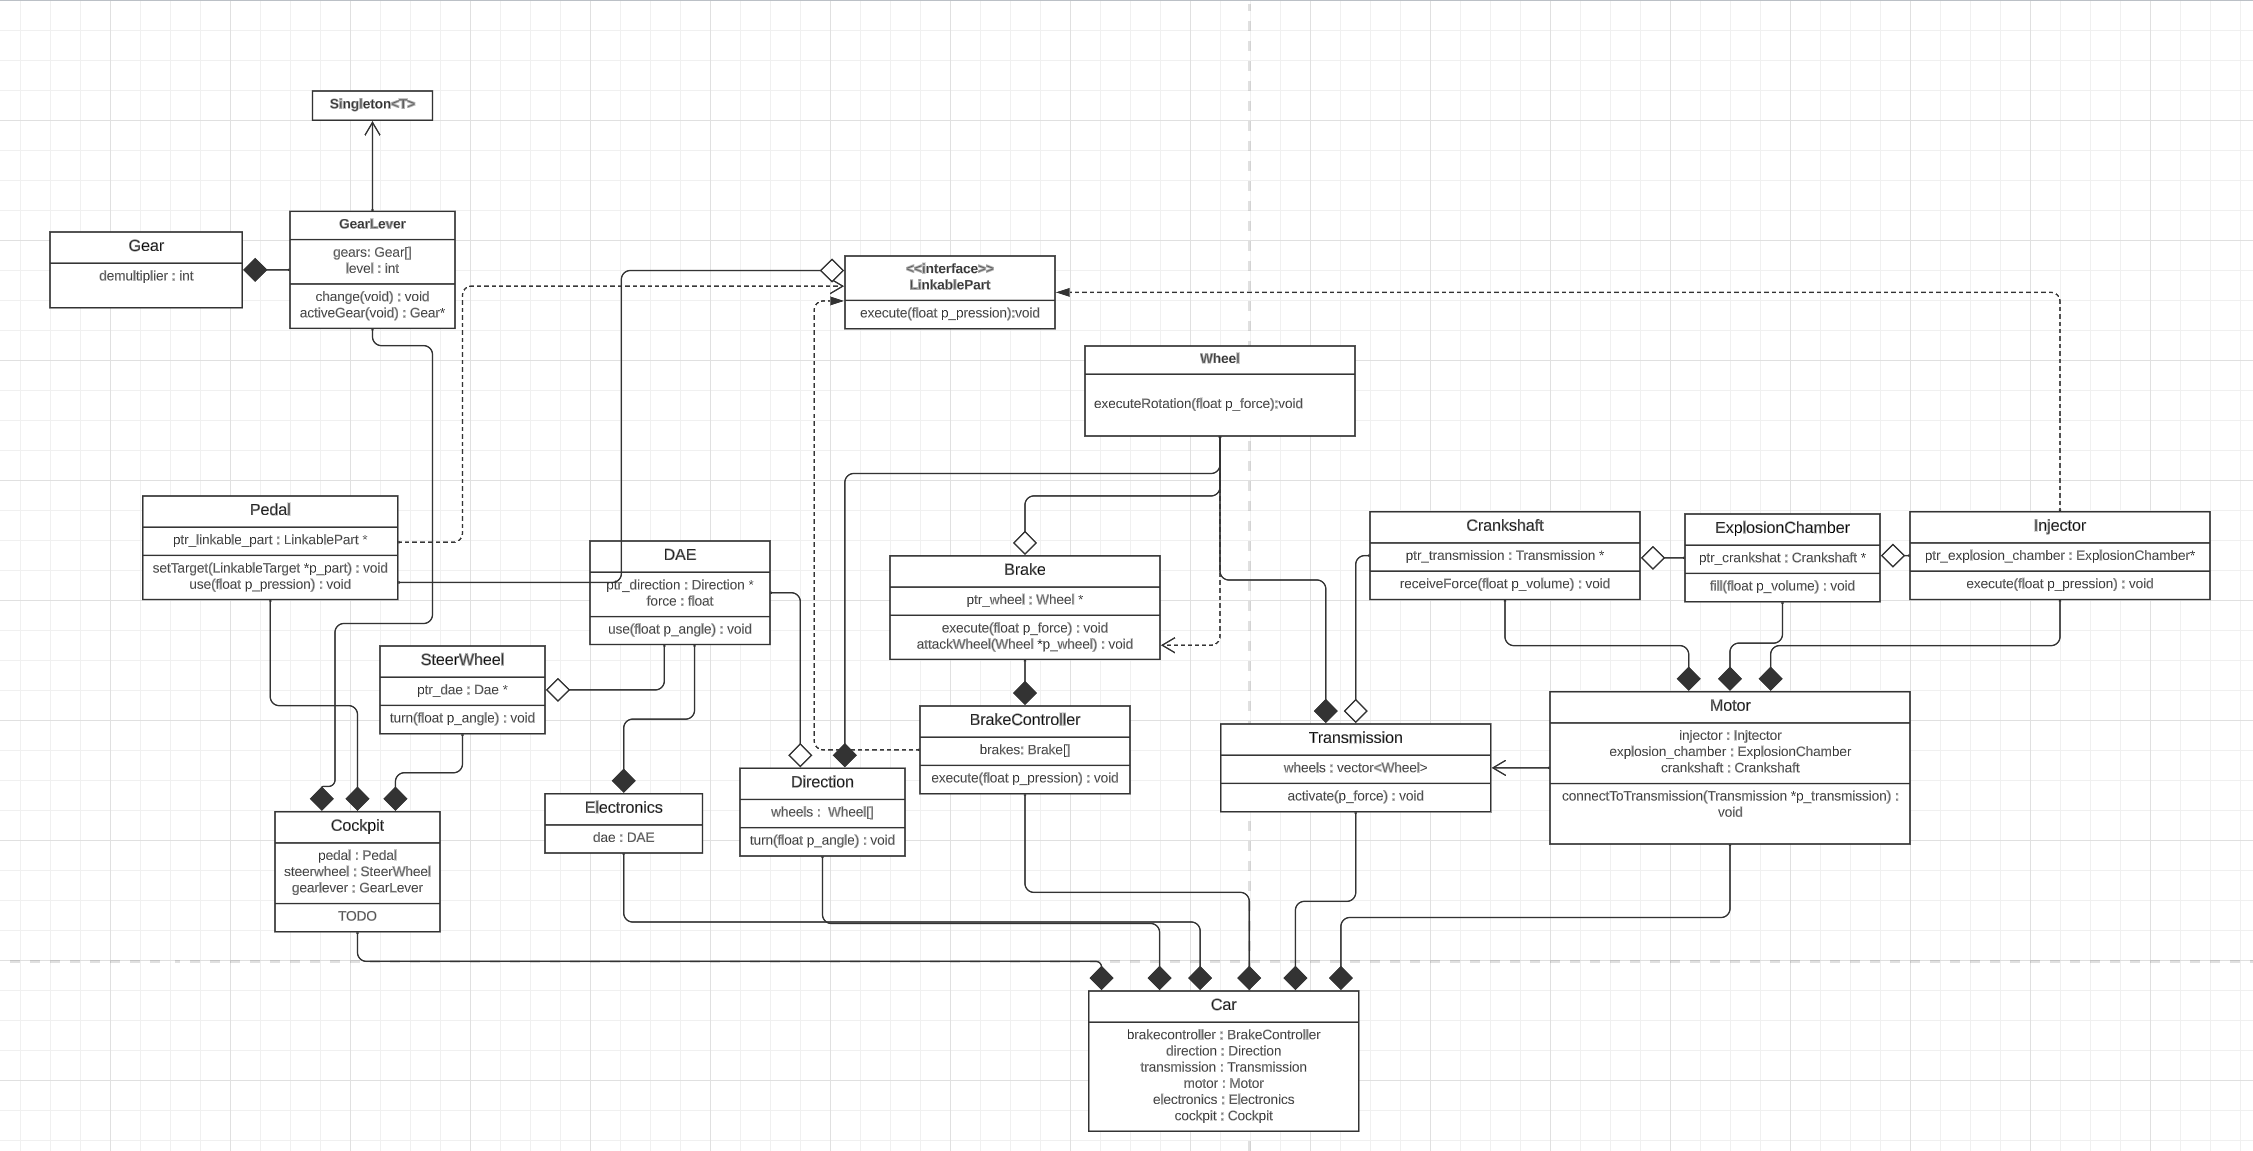 Singleton<T>
GearLever
gears: Gear[]
level : int
change(void) : void
activeGear(void) : Gear*
Gear
demultiplier : int
<<interface>>
LinkablePart
execute(float p_pression):void
Wheel
executeRotation(float p_force):void
Pedal
ptr_linkable_part : LinkablePart *
setTarget(LinkableTarget *p_part) : void
use(float p_pression) : void
DAE
ptr_direction : Direction *
force : float
use(float p_angle) : void
Brake
ptr_wheel : Wheel *
execute(float p_force) : void
attackWheel(Wheel *p_wheel) : void
Crankshaft
ptr_transmission : Transmission *
receiveForce(float p_volume) : void
ExplosionChamber
ptr_crankshat : Crankshaft *
fill(float p_volume) : void
Injector
ptr_explosion_chamber : ExplosionChamber*
execute(float p_pression) : void
SteerWheel
ptr_dae : Dae *
turn(float p_angle) : void
BrakeController
brakes: Brake[]
execute(float p_pression) : void
Transmission
wheels : vector<Wheel>
activate(p_force) : void
Motor
injector : Injtector
explosion_chamber : ExplosionChamber
crankshaft : Crankshaft
connectToTransmission(Transmission *p_transmission) :
void
Direction
wheels :  Wheel[]
turn(float p_angle) : void
Electronics
dae : DAE
Cockpit
pedal : Pedal
steerwheel : SteerWheel
gearlever : GearLever
TODO
Car
brakecontroller : BrakeController
direction : Direction
transmission : Transmission
motor : Motor
electronics : Electronics
cockpit : Cockpit